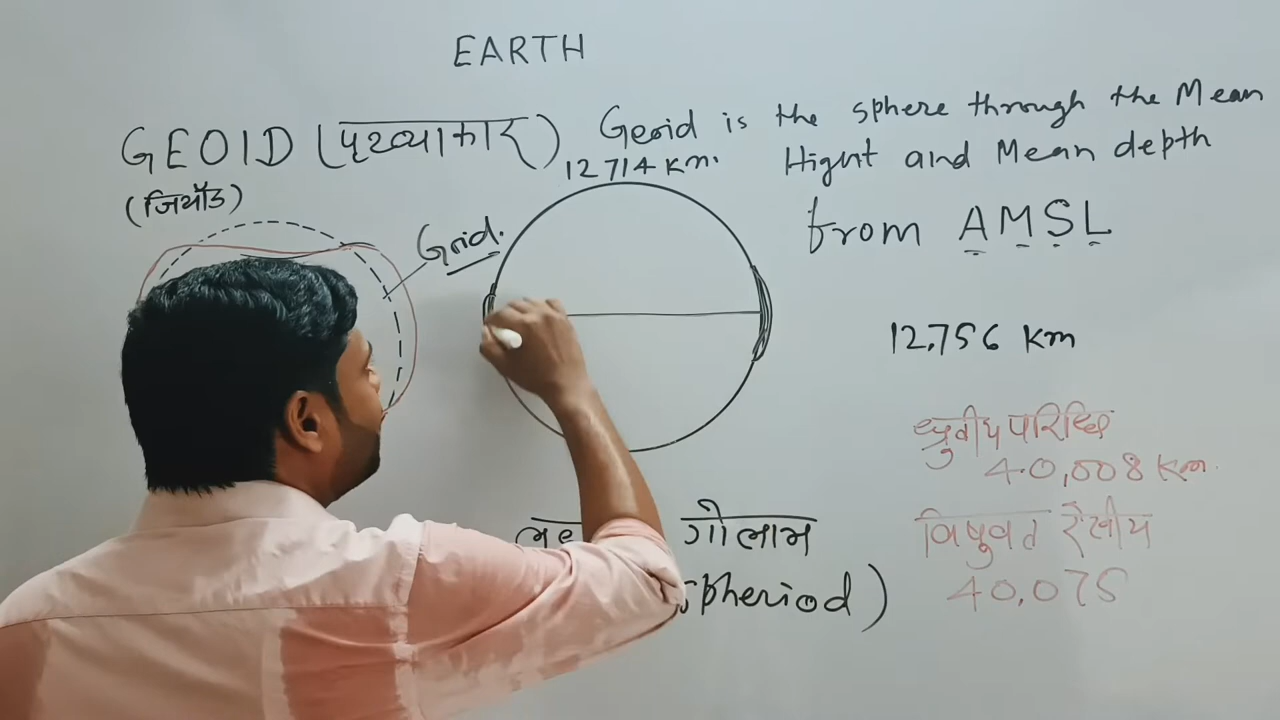 EARTH
GEOID (पृथ्व्याकार)
(जियॉड)
Geoid is the sphere through the Mean
Hight and Mean depth
from AMSL
12714 km.
Grid.
12,756 km
ध्रुवीय परिधि
40,008 Km.
विषुवत रेखीय
40,075
गोलाभ
spheriod)